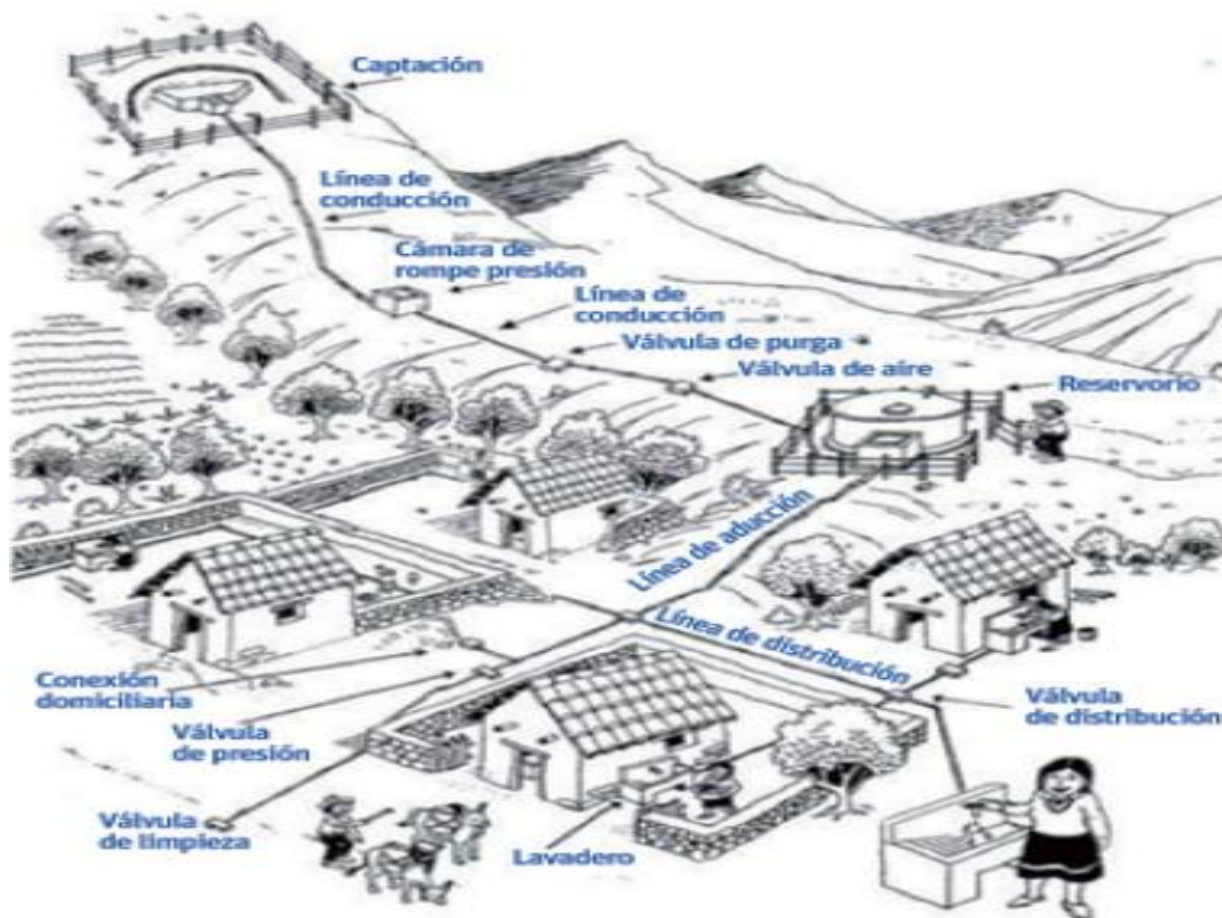 Captación
Línea de
conducción
Cámara de
rompe presión
Línea de
conducción
Válvula de purga
Válvula de aire
Reservorio
Línea de aducción
Línea de distribución
Conexión
domiciliaria
Válvula
de presión
Válvula
de distribución
Válvula
de limpieza
Lavadero